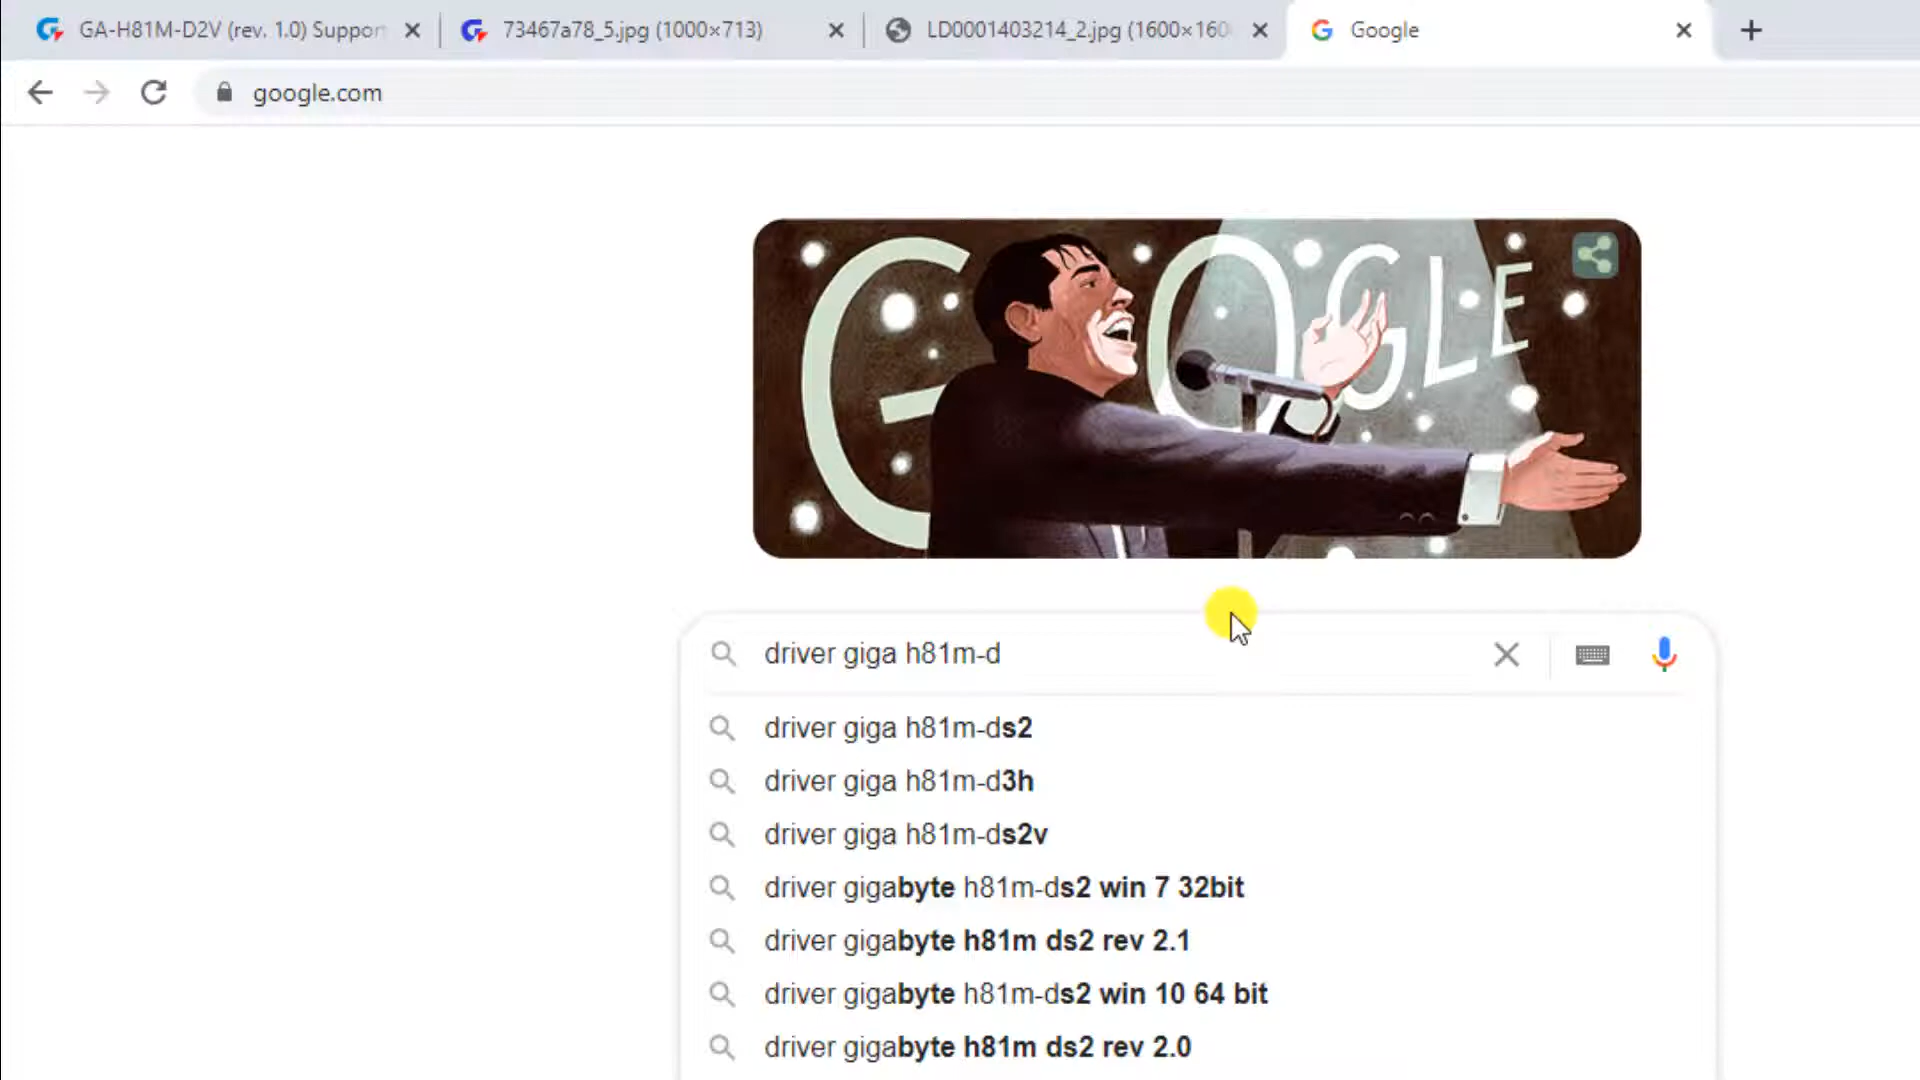 GA-H81M-D2V (rev. 1.0) Suppor
73467a78_5.jpg (1000×713)
LD0001403214_2.jpg (1600×160
Google
google.com
GOOGLE
driver giga h81m-d
driver giga h81m-ds2
driver giga h81m-d3h
driver giga h81m-ds2v
driver gigabyte h81m-ds2 win 7 32bit
driver gigabyte h81m ds2 rev 2.1
driver gigabyte h81m-ds2 win 10 64 bit
driver gigabyte h81m ds2 rev 2.0